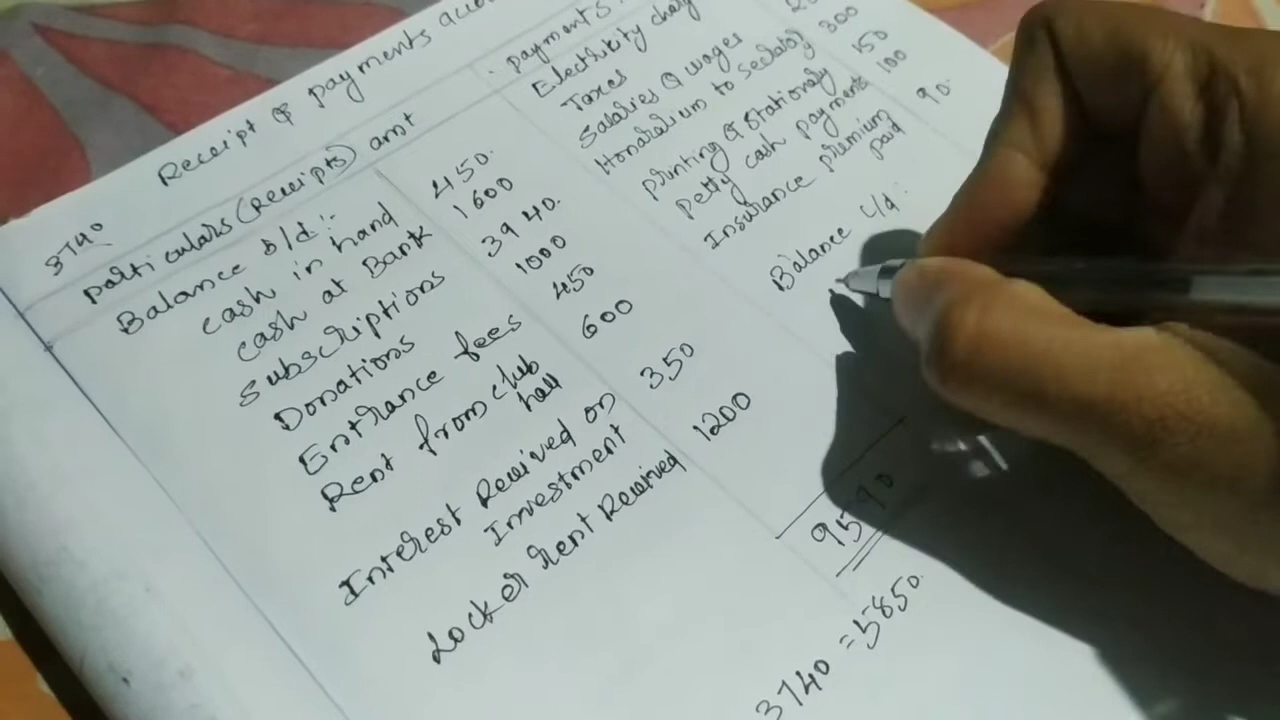 Receipt & payments
3740
particulars (receipts) amt
Balance b/d:-
cash in hand 450.
cash at Bank 1600
subscriptions 3940.
Donations 1000
Entrance fees 450
Rent from club hall 600
Interest Received on Investment 350
Locker rent Received 1200
payments.
Electricity
Taxes
Salaries & wages
Honorarium to Secretary 300
printing & Stationary 150
petty cash payments 100
Insurance premium paid 90.
Balance c/d.
9590
3740 = 5850.